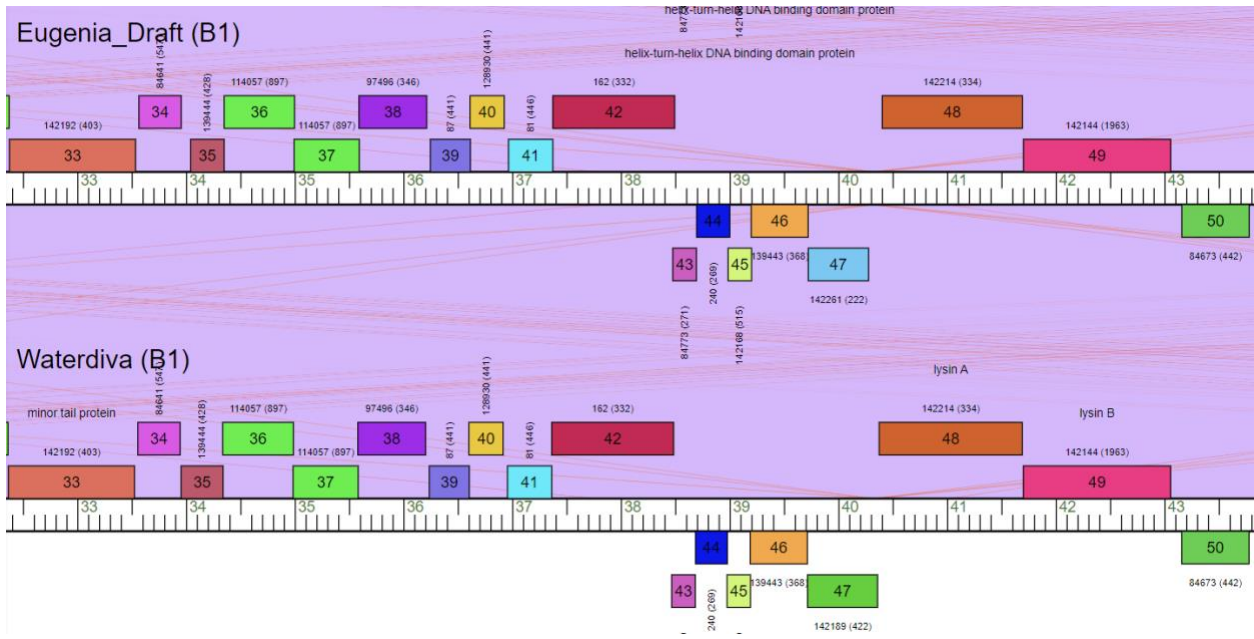 helix-turn-helix DNA binding domain protein
Eugenia_Draft (B1)
helix-turn-helix DNA binding domain protein
84641 (547)
139444 (428)
114057 (897)
97496 (346)
87 (441)
128930 (441)
81 (446)
162 (332)
142214 (334)
34 36 38 40 42 48
142192 (403)
114057 (897)
142144 (1963)
33 35 37 39 41 49
33 34 35 36 37 38 39 40 41 42 43
44 46 50
43 45 139443 (368) 47
84673 (442)
240 (269)
142261 (222)
84773 (271)
142168 (515)
Waterdiva (B1)
lysin A
minor tail protein
84641 (547)
139444 (428)
114057 (897)
97496 (346)
87 (441)
128930 (441)
81 (446)
162 (332)
142214 (334)
lysin B
34 36 38 40 42 48
142192 (403)
114057 (897)
142144 (1963)
33 35 37 39 41 49
33 34 35 36 37 38 39 40 41 42 43
44 46 50
43 45 139443 (368) 47
84673 (442)
240 (269)
142189 (422)